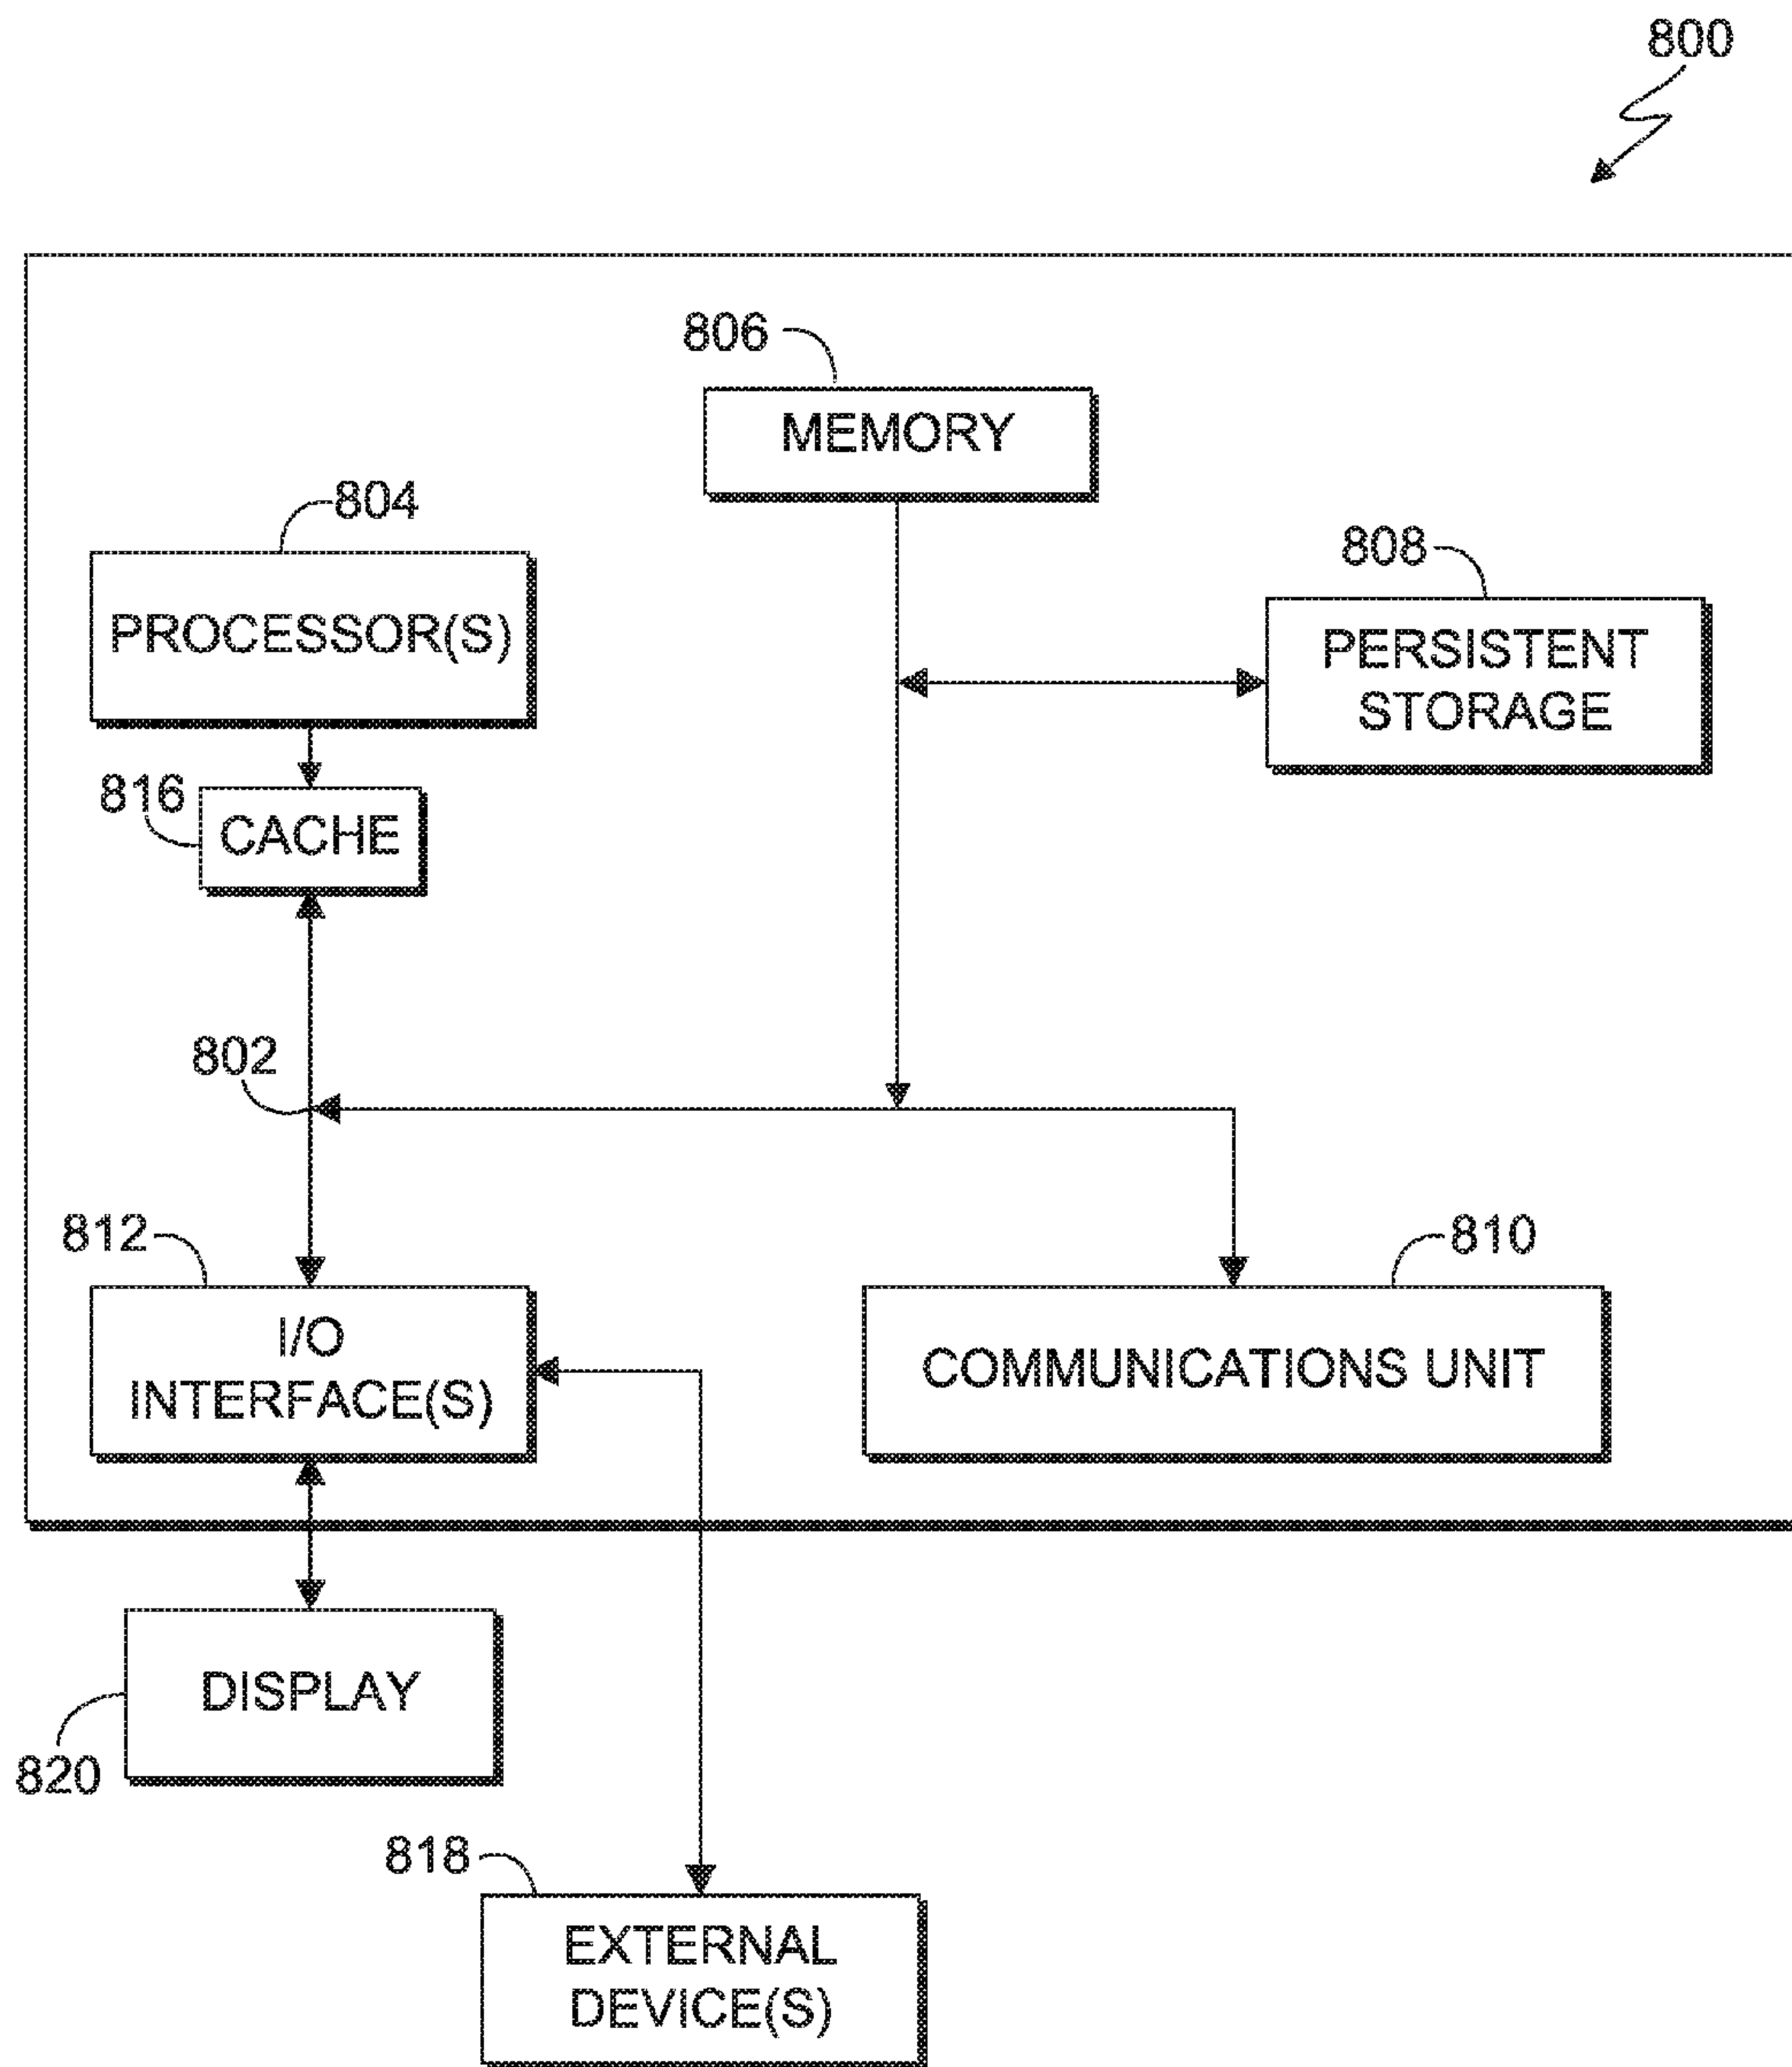 800
806
MEMORY
804
PROCESSOR(S)
808
PERSISTENT
STORAGE
816
CACHE
802
812
I/O
INTERFACE(S)
810
COMMUNICATIONS UNIT
DISPLAY
820
818
EXTERNAL
DEVICE(S)